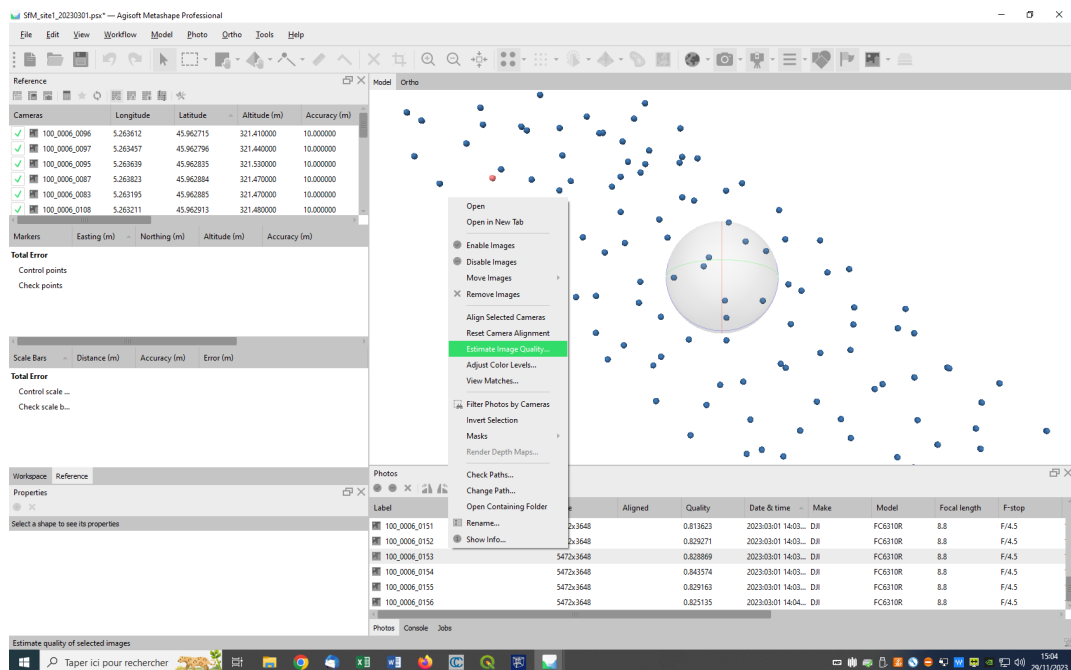 SfM_site1_20230301.psx* — Agisoft Metashape Professional
File Edit View Workflow Model Photo Ortho Tools Help
Reference
Cameras Longitude Latitude Altitude (m) Accuracy (m)
100_0006_0096 5.263612 45.962715 321.410000 10.000000
100_0006_0097 5.263457 45.962796 321.440000 10.000000
100_0006_0095 5.263639 45.962835 321.530000 10.000000
100_0006_0087 5.263823 45.962884 321.470000 10.000000
100_0006_0083 5.263195 45.962885 321.470000 10.000000
100_0006_0108 5.263211 45.962913 321.480000 10.000000
Markers Easting (m) Northing (m) Altitude (m) Accuracy (m)
Total Error
Control points
Check points
Scale Bars Distance (m) Accuracy (m) Error (m)
Total Error
Control scale ...
Check scale b...
Workspace Reference
Properties
Select a shape to see its properties
Model Ortho
Open
Open in New Tab
Enable Images
Disable Images
Move Images
Remove Images
Align Selected Cameras
Reset Camera Alignment
Estimate Image Quality...
Adjust Color Levels...
View Matches...
Filter Photos by Cameras
Invert Selection
Masks
Render Depth Maps...
Check Paths...
Change Path...
Open Containing Folder
Rename...
Show Info...
Photos
Label Aligned Quality Date & time Make Model Focal length F-stop
100_0006_0151 2x3648 0.813623 2023:03:01 14:03... DJI FC6310R 8.8 F/4.5
100_0006_0152 5472x3648 0.829271 2023:03:01 14:03... DJI FC6310R 8.8 F/4.5
100_0006_0153 5472x3648 0.828869 2023:03:01 14:03... DJI FC6310R 8.8 F/4.5
100_0006_0154 5472x3648 0.843574 2023:03:01 14:03... DJI FC6310R 8.8 F/4.5
100_0006_0155 5472x3648 0.829163 2023:03:01 14:03... DJI FC6310R 8.8 F/4.5
100_0006_0156 5472x3648 0.825135 2023:03:01 14:04... DJI FC6310R 8.8 F/4.5
Photos Console Jobs
Estimate quality of selected images
Taper ici pour rechercher
15:04
29/11/2023